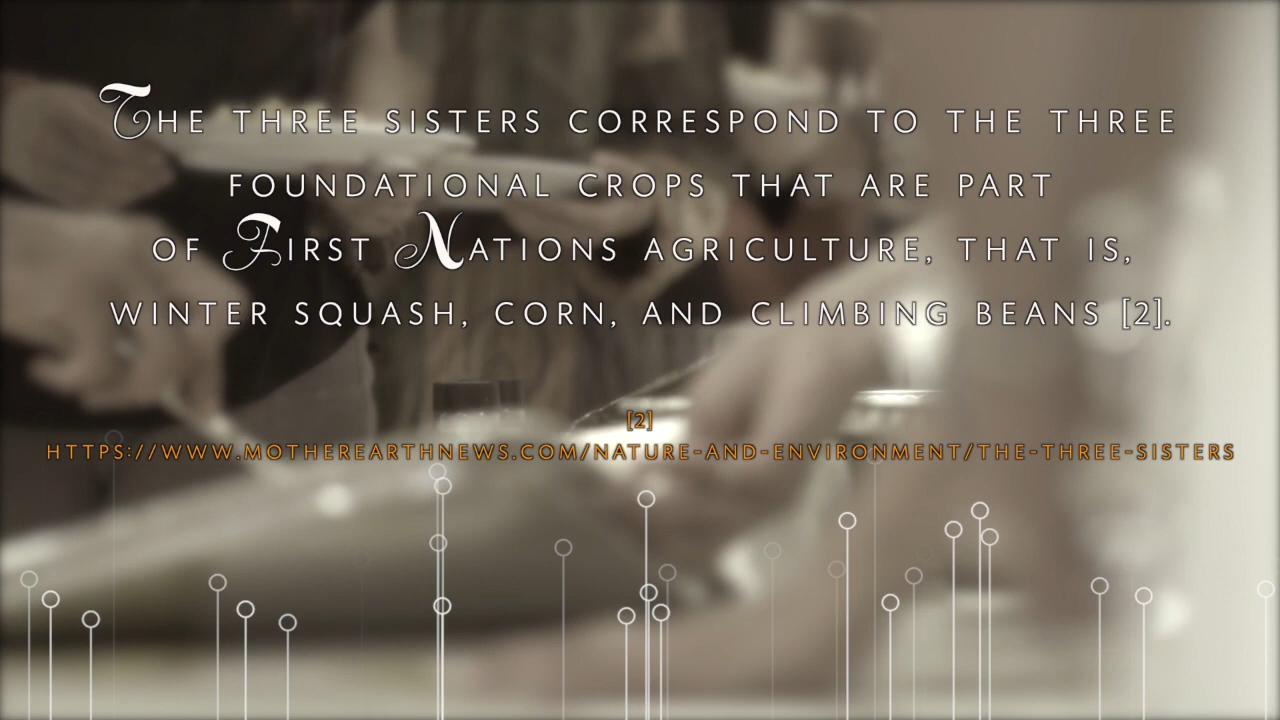 The three sisters correspond to the three
foundational crops that are part
of First Nations agriculture, that is,
winter squash, corn, and climbing beans [2].
[2]
https://www.motherearthnews.com/nature-and-environment/the-three-sisters